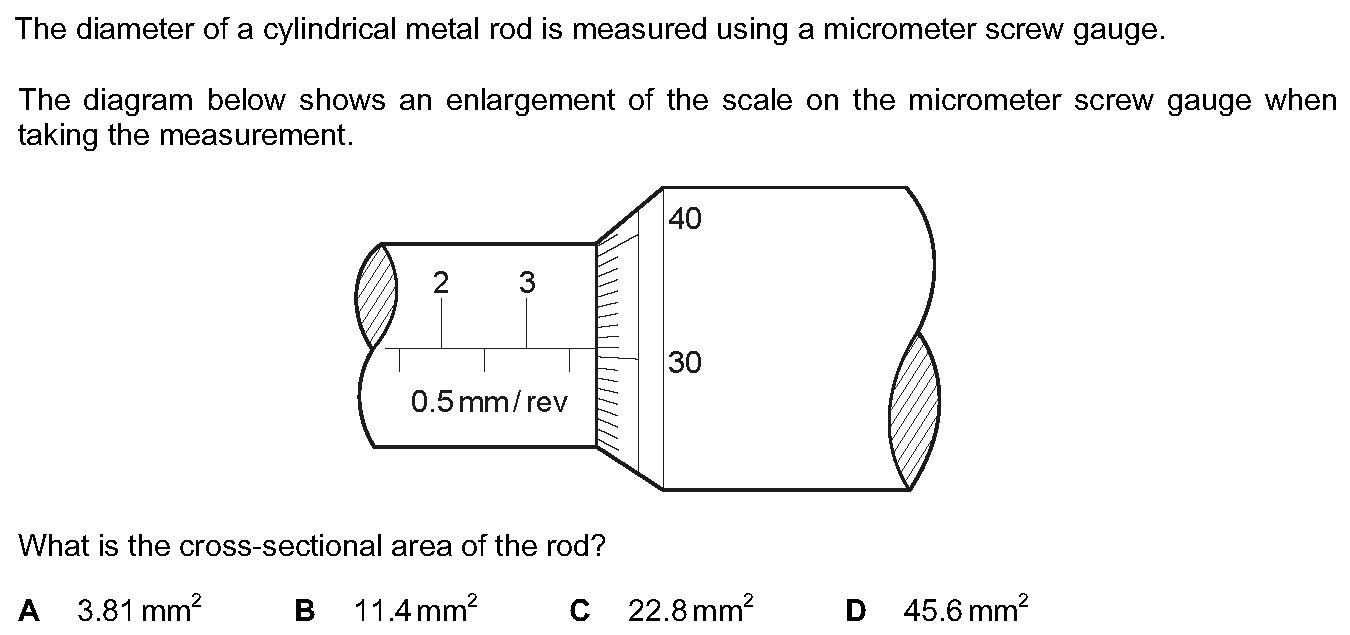 The diameter of a cylindrical metal rod is measured using a micrometer screw gauge.
The diagram below shows an enlargement of the scale on the micrometer screw gauge when
taking the measurement.
40
2 3
30
0.5 mm / rev
What is the cross-sectional area of the rod?
A 3.81 mm² B 11.4 mm² C 22.8 mm² D 45.6 mm²